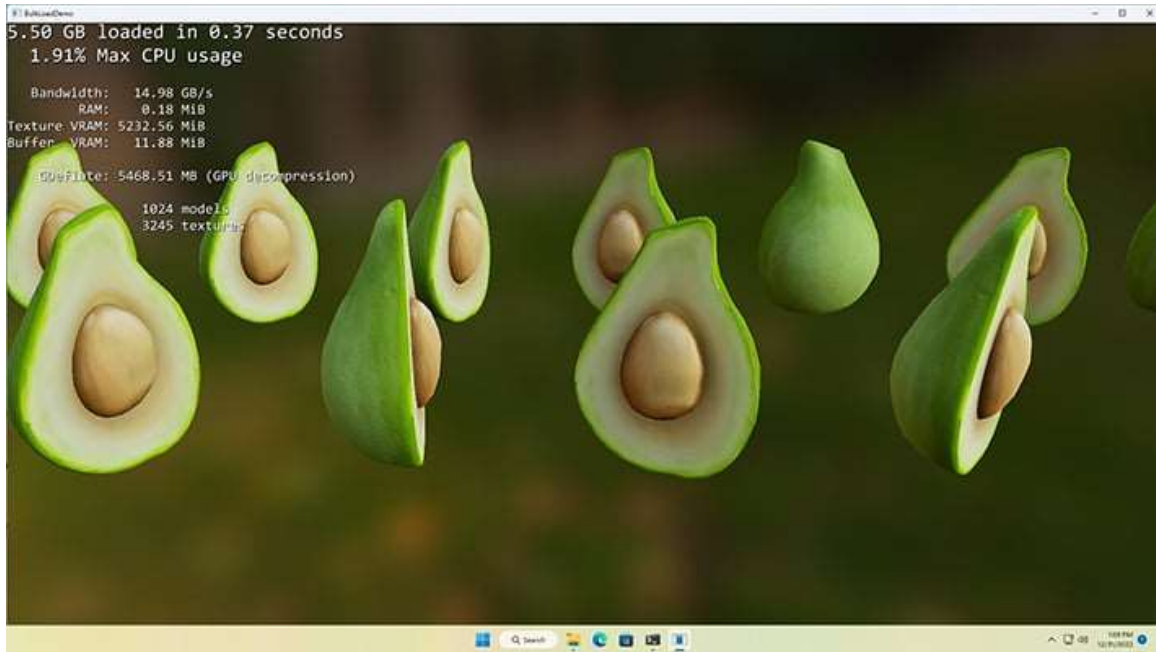 BulkLoadDemo
5.50 GB loaded in 0.37 seconds
1.91% Max CPU usage
Bandwidth: 14.98 GB/s
RAM: 0.18 MiB
Texture VRAM: 5232.56 MiB
Buffer VRAM: 11.88 MiB
GDeflate: 5468.51 MB (GPU decompression)
1024 models
3245 textures
Search